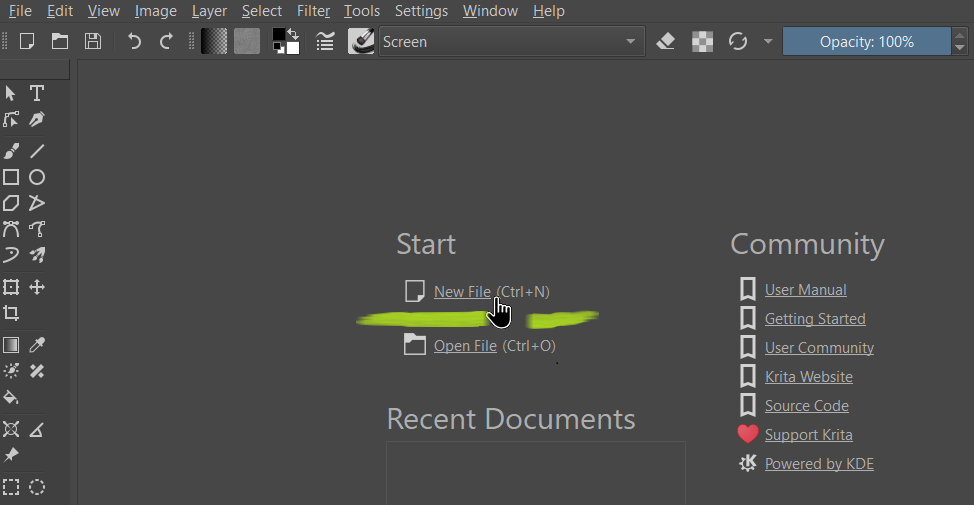 File Edit View Image Layer Select Filter Tools Settings Window Help
Screen Opacity: 100%
Start
New File (Ctrl+N)
Open File (Ctrl+O)
Recent Documents
Community
User Manual
Getting Started
User Community
Krita Website
Source Code
Support Krita
Powered by KDE